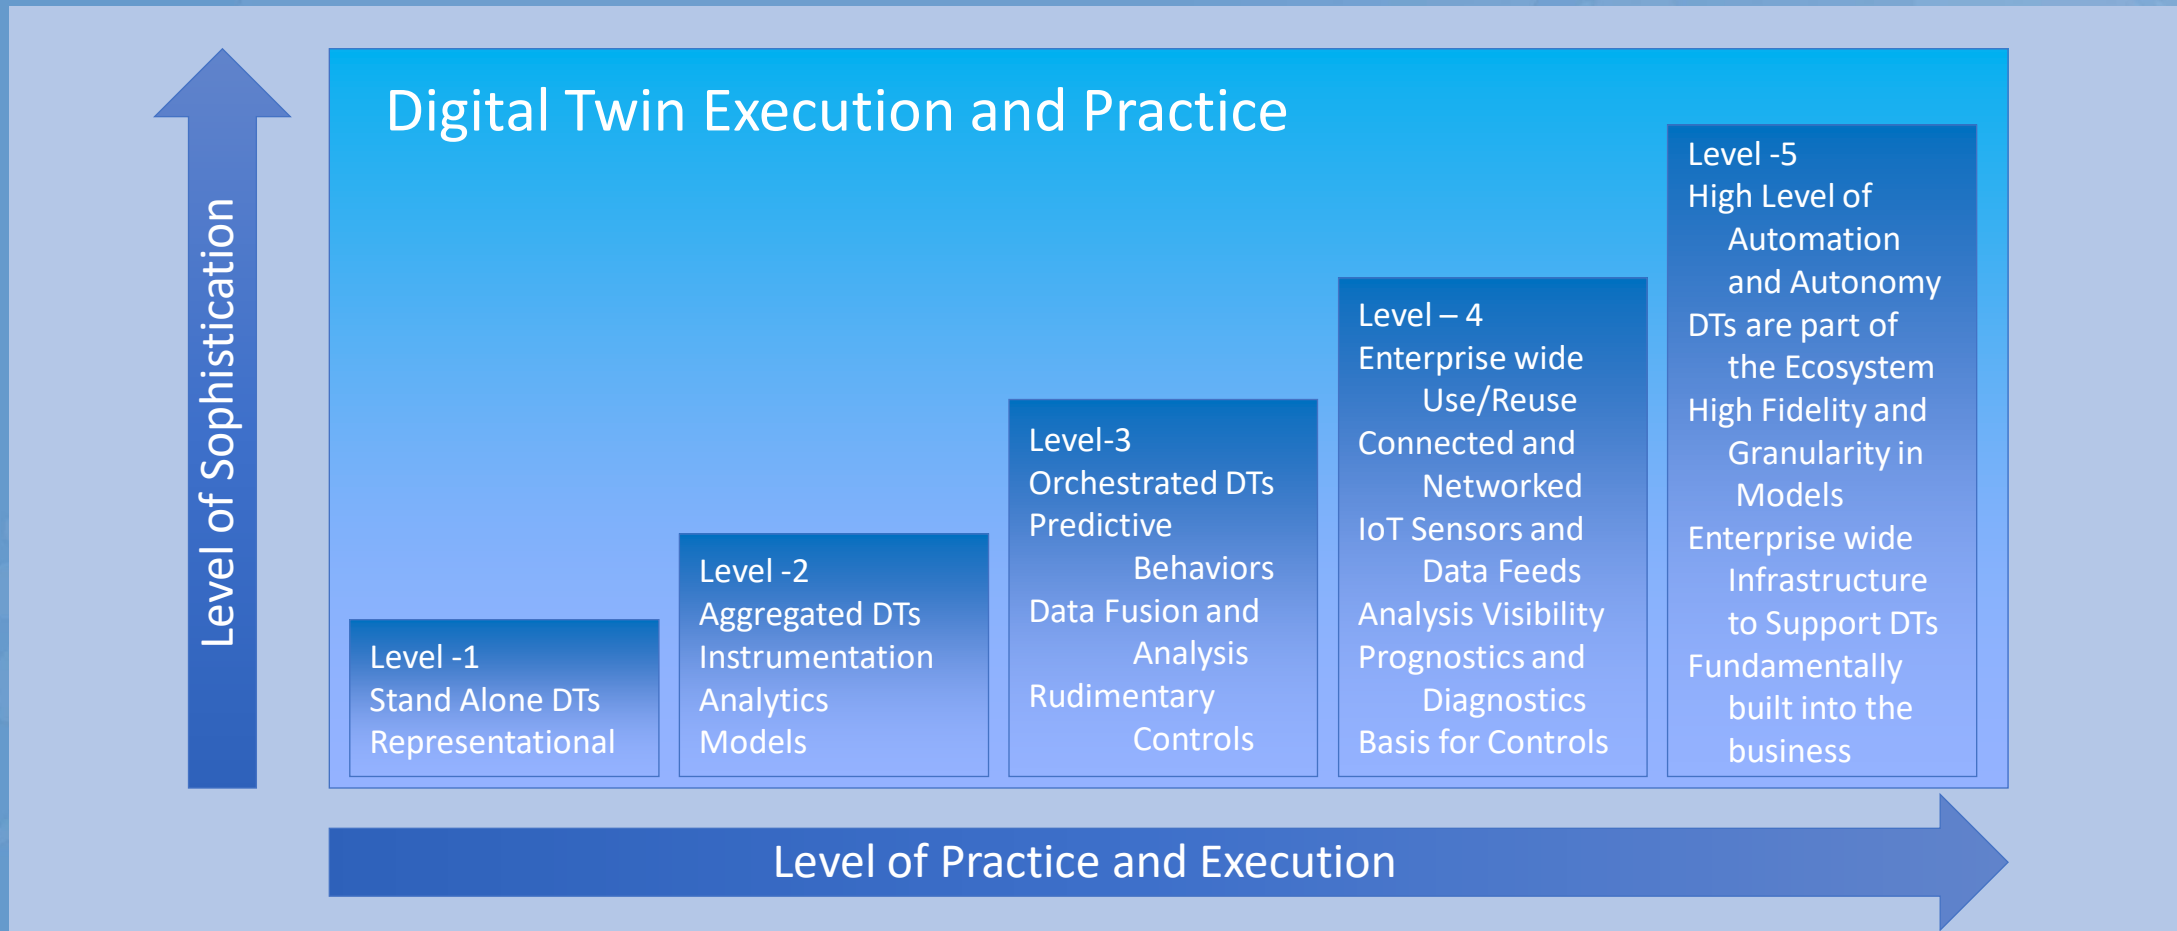 Level of Sophistication
Digital Twin Execution and Practice
Level -1
Stand Alone DTs
Representational
Level -2
Aggregated DTs
Instrumentation
Analytics
Models
Level-3
Orchestrated DTs
Predictive
Behaviors
Data Fusion and
Analysis
Rudimentary
Controls
Level – 4
Enterprise wide
Use/Reuse
Connected and
Networked
IoT Sensors and
Data Feeds
Analysis Visibility
Prognostics and
Diagnostics
Basis for Controls
Level -5
High Level of
Automation
and Autonomy
DTs are part of
the Ecosystem
High Fidelity and
Granularity in
Models
Enterprise wide
Infrastructure
to Support DTs
Fundamentally
built into the
business
Level of Practice and Execution